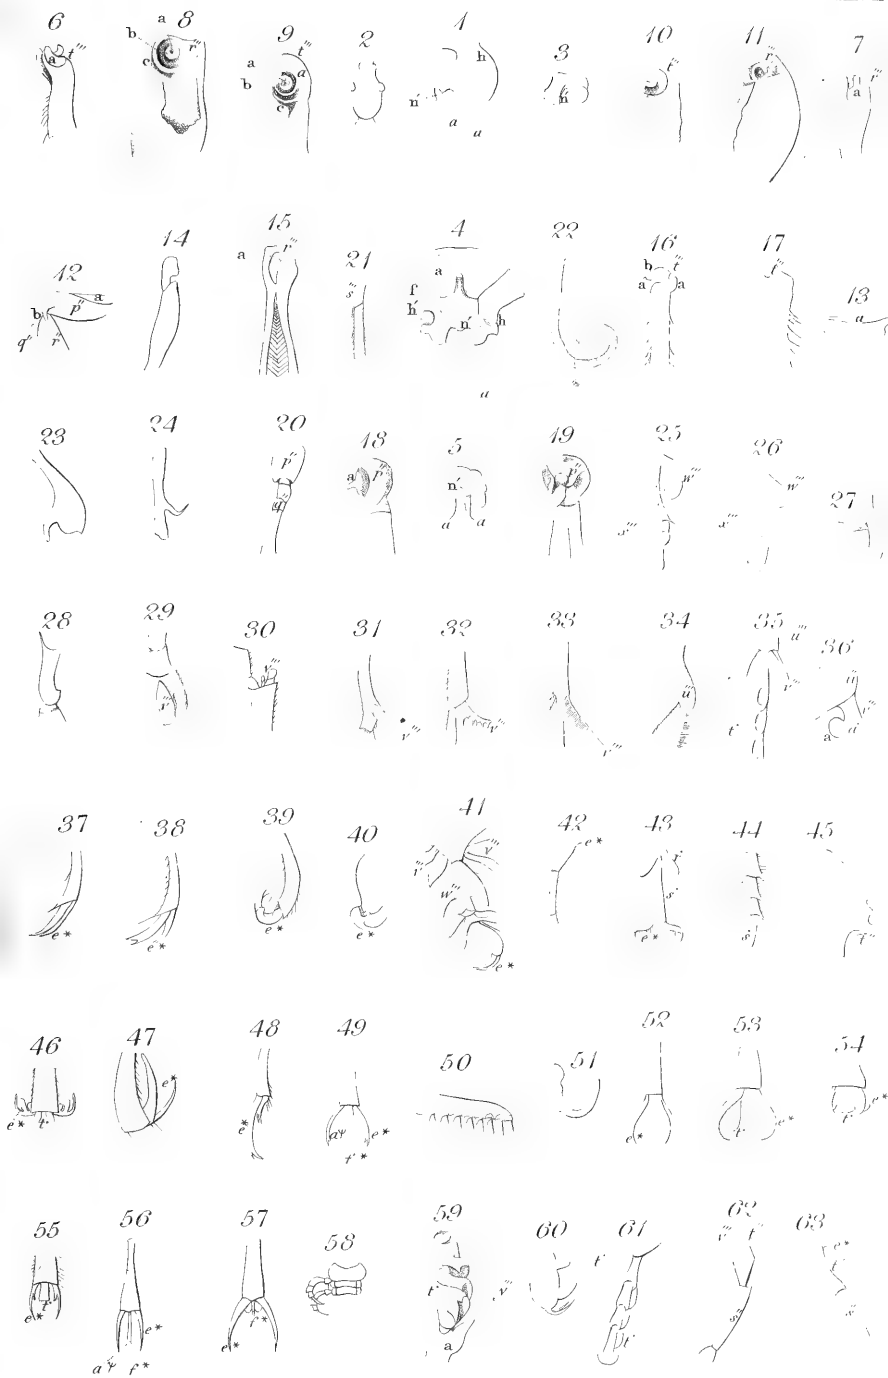 6 8 9 2 1 3 10 11 7
a t''' a b c r'' a b t''' a c h n' a a n t'' r' a r''
12 14 15 21 4 22 16 17 13
b p'' a q'' r'' a r''' s''' a f h' n' h b t'' a a t''' a
a
23 24 20 18 5 19 25 26 27
p'' q a r'' n' a a p'' w''' x''' w''' x'''
28 29 30 31 32 33 34 35 36
v''' v''' v''' v''' u'' u''' v''' t' u v'' a a
37 38 39 40 41 42 43 44 45
e* e* e* e* v'' t'' w''' e* e* r' s' e* s' t''
46 47 48 49 50 51 52 53 54
e* t' e* e* a ψ e* f* e* t' e* e* t'
55 56 57 58 59 60 61 62 63
t' e* e* a ψ f* e* f* t' a v'' t' t' v'' t' s' e* s'